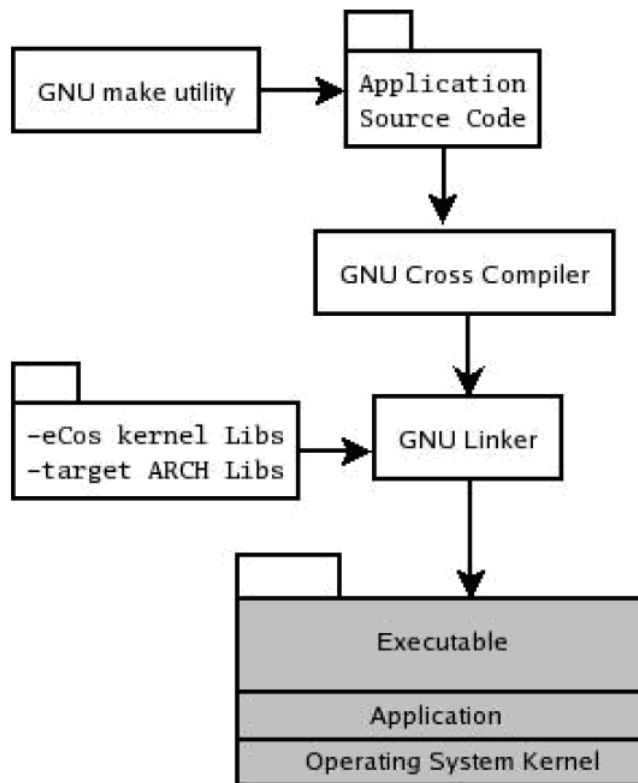 GNU make utility
Application
Source Code
GNU Cross Compiler
-eCos kernel Libs
-target ARCH Libs
GNU Linker
Executable
Application
Operating System Kernel